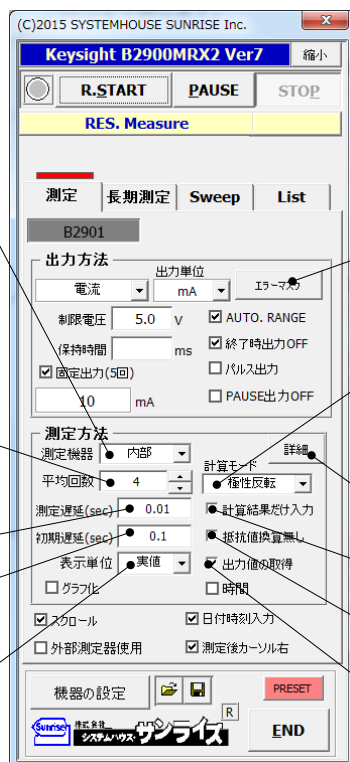 (C)2015 SYSTEMHOUSE SUNRISE Inc.
Keysight B2900MRX2 Ver7 縮小
R.START PAUSE STOP
RES. Measure
測定 長期測定 Sweep List
B2901
出力方法
出力単位
電流 mA エラーマスク
制限電圧 5.0 V AUTO. RANGE
保持時間 ms 終了時出力OFF
固定出力(5回) パルス出力
10 mA PAUSE出力OFF
測定方法
測定機器 内部 詳細
計算モード
平均回数 4 極性反転
測定遅延(sec) 0.01 計算結果だけ入力
初期遅延(sec) 0.1 抵抗値換算無し
表示単位 実値 出力値の取得
グラフ化 時間
スクロール 日付時刻入力
外部測定器使用 測定後カーソル右
機器の設定 PRESET
R
Sunrise 株式会社 システムハウス サンライズ END